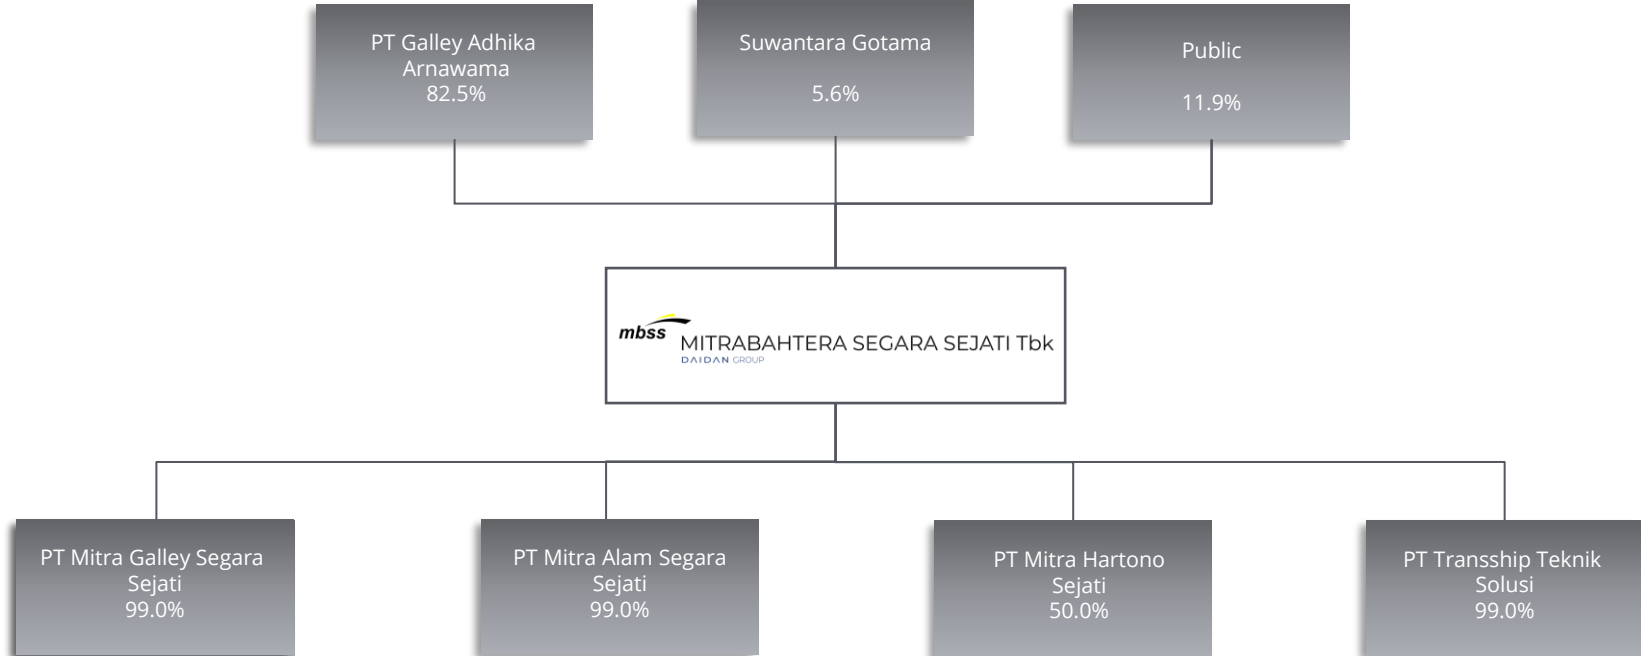 PT Galley Adhika
Arnawama
82.5%
Suwantara Gotama
5.6%
Public
11.9%
mbss
MITRABAHTERA SEGARA SEJATI Tbk
DAIDAN GROUP
PT Mitra Galley Segara
Sejati
99.0%
PT Mitra Alam Segara
Sejati
99.0%
PT Mitra Hartono
Sejati
50.0%
PT Transship Teknik
Solusi
99.0%